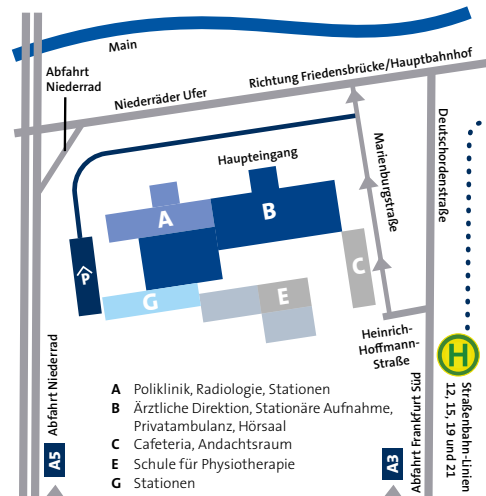 Main
Abfahrt
Niederrad
Niederräder Ufer
Richtung Friedensbrücke/Hauptbahnhof
Haupteingang
Marienburgstraße
Deutschordenstraße
A
B
C
P
G
E
Heinrich-
Hoffmann-
Straße
H
Straßenbahn-Linien
12, 15, 19 und 21
Abfahrt Niederrad
A5
Abfahrt Frankfurt Süd
A3
A Poliklinik, Radiologie, Stationen
B Ärztliche Direktion, Stationäre Aufnahme,
Privatambulanz, Hörsaal
C Cafeteria, Andachtsraum
E Schule für Physiotherapie
G Stationen